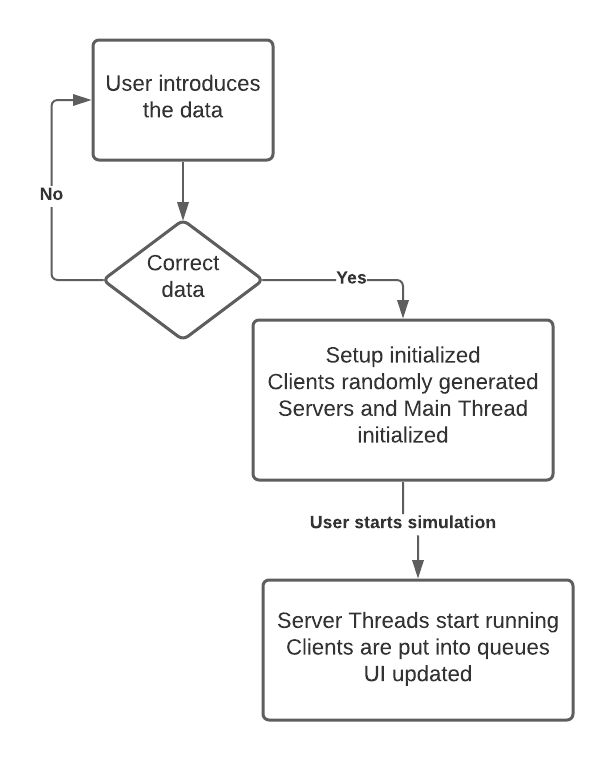 User introduces
the data
No
Correct
data
Yes
Setup initialized
Clients randomly generated
Servers and Main Thread
initialized
User starts simulation
Server Threads start running
Clients are put into queues
UI updated